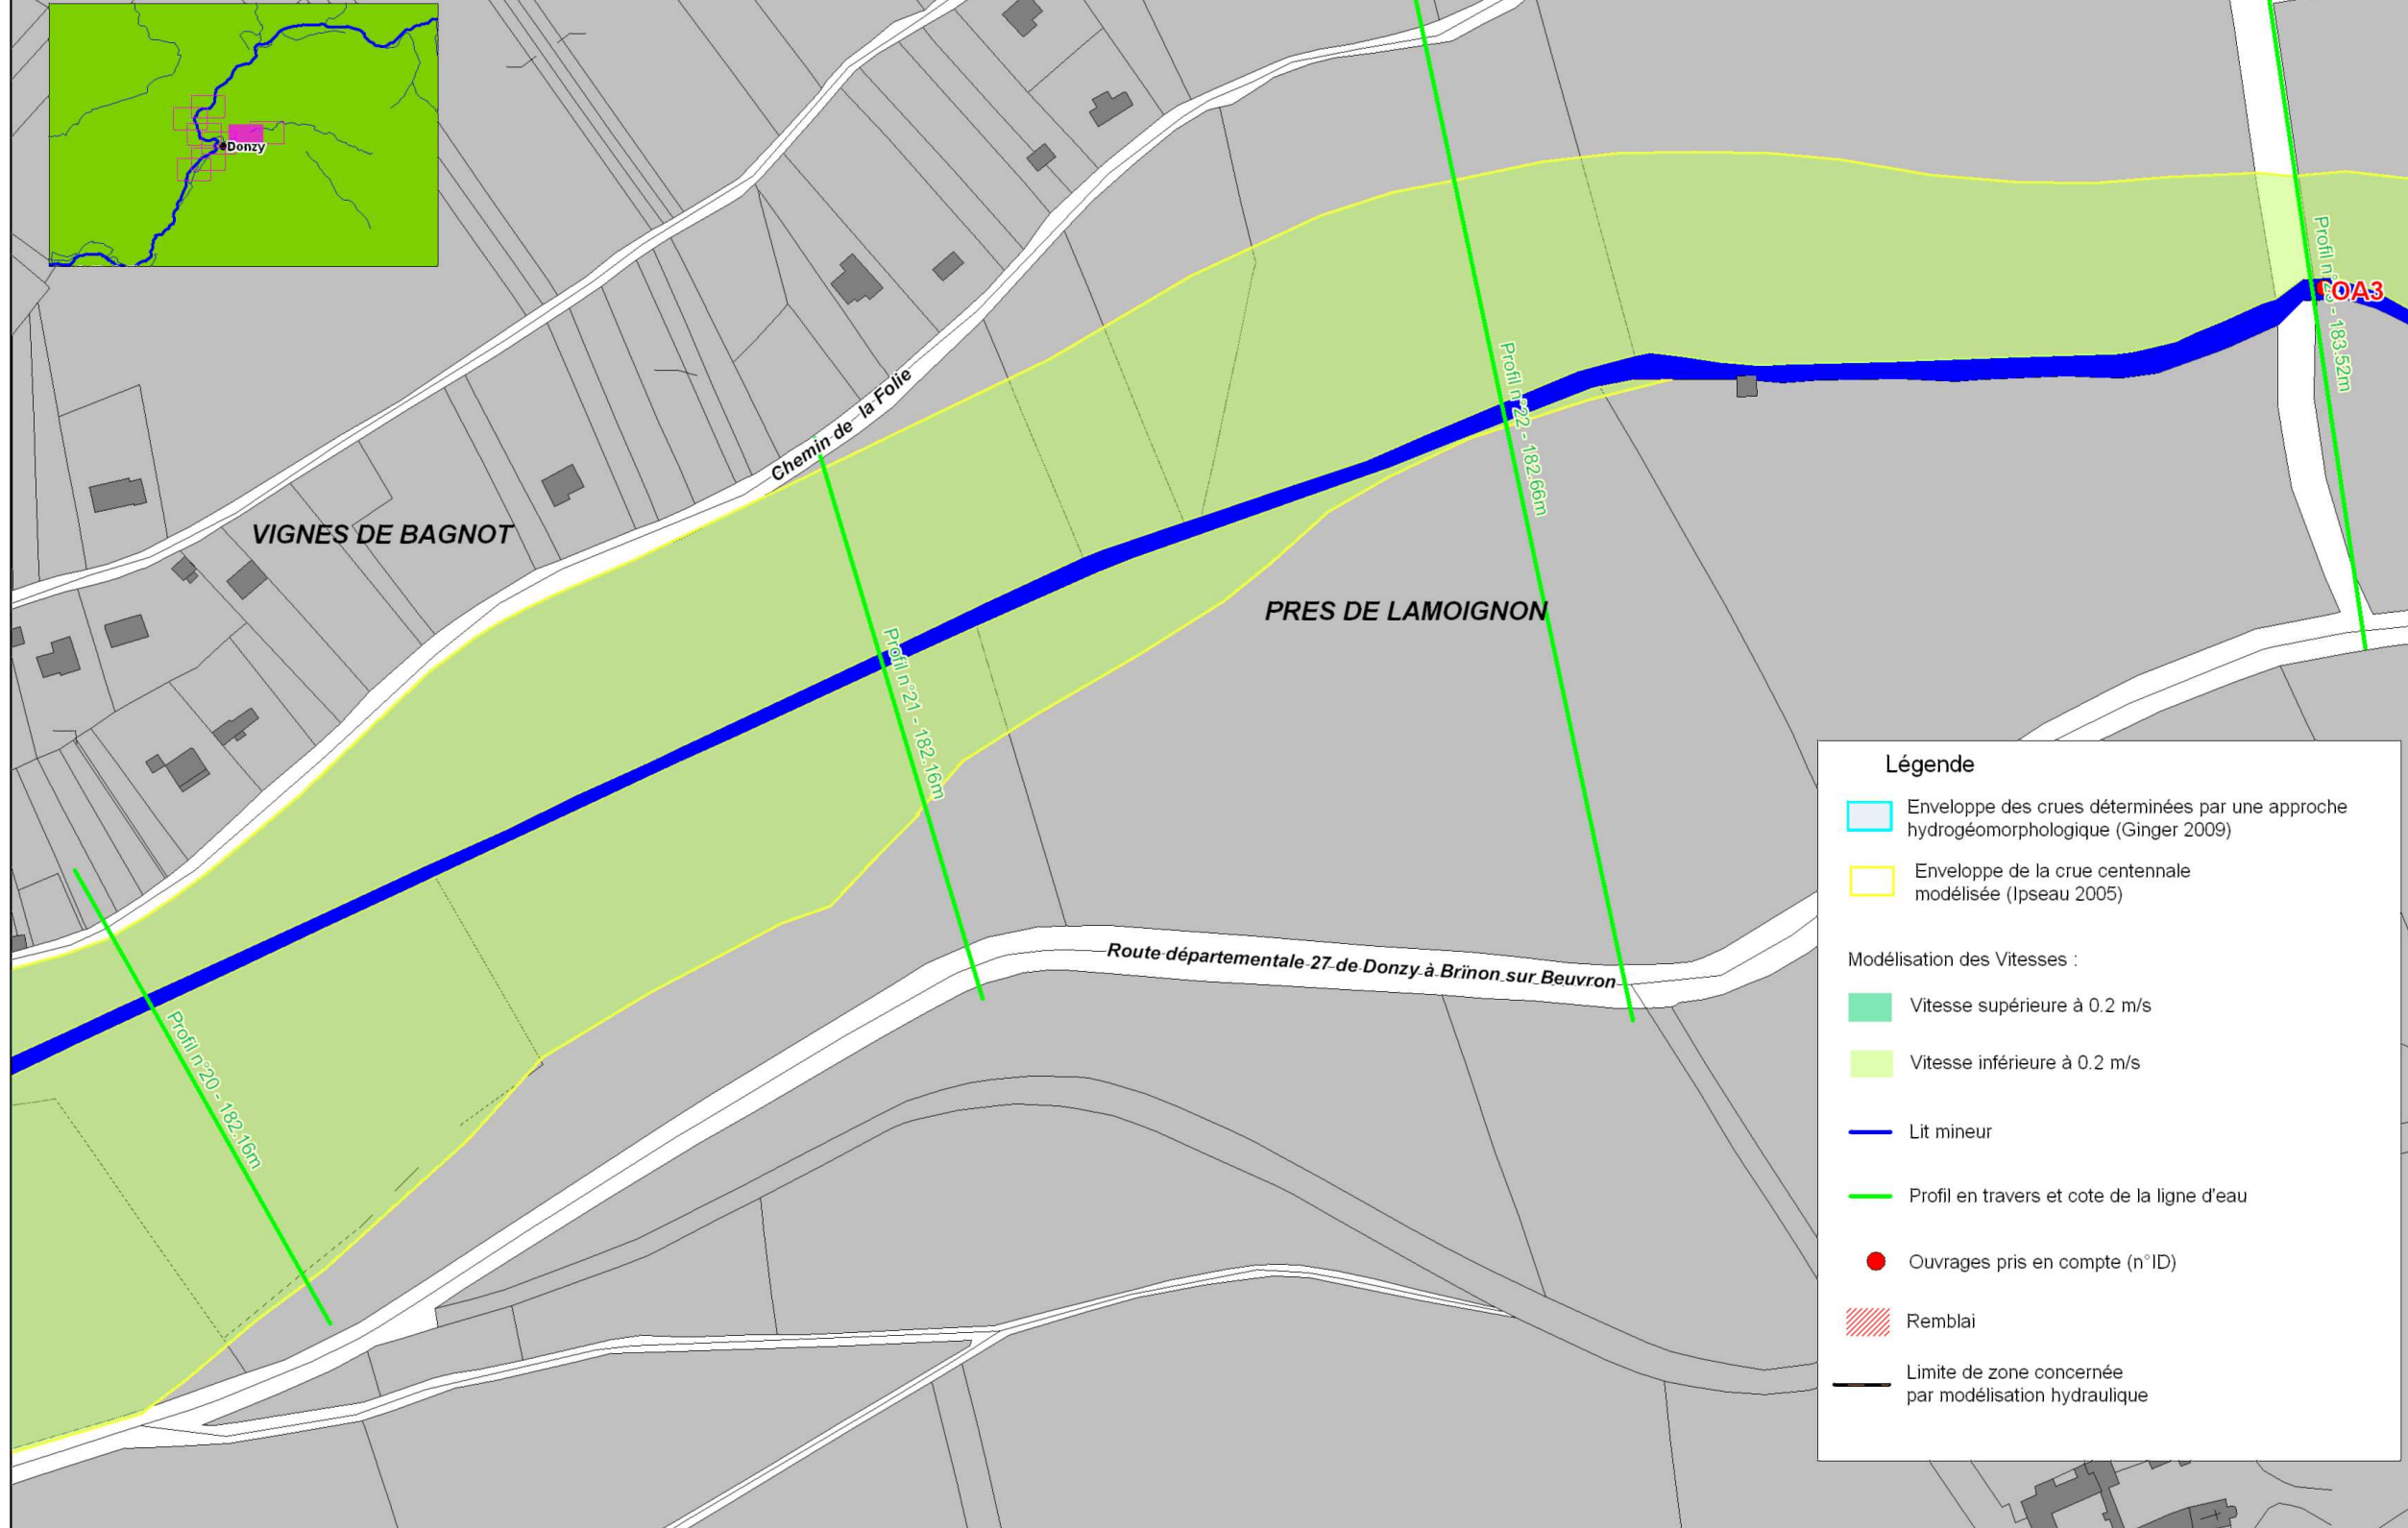 Donzy
OA3
Profil n°22 - 182.66m
Chemin de la Folie
VIGNES DE BAGNOT
PRES DE LAMOIGNON
Profil n°21 - 182.16m
Route départementale 27 de Donzy à Brïnon sur Beuvron
Profil n°20 - 182.16m
Légende
Enveloppe des crues déterminées par une approche
hydrogéomorphologique (Ginger 2009)
Enveloppe de la crue centennale
modélisée (Ipseau 2005)
Modélisation des Vitesses :
Vitesse supérieure à 0.2 m/s
Vitesse inférieure à 0.2 m/s
Lit mineur
Profil en travers et cote de la ligne d'eau
Ouvrages pris en compte (n°ID)
Remblai
Limite de zone concernée
par modélisation hydraulique
Profil - 183.52m